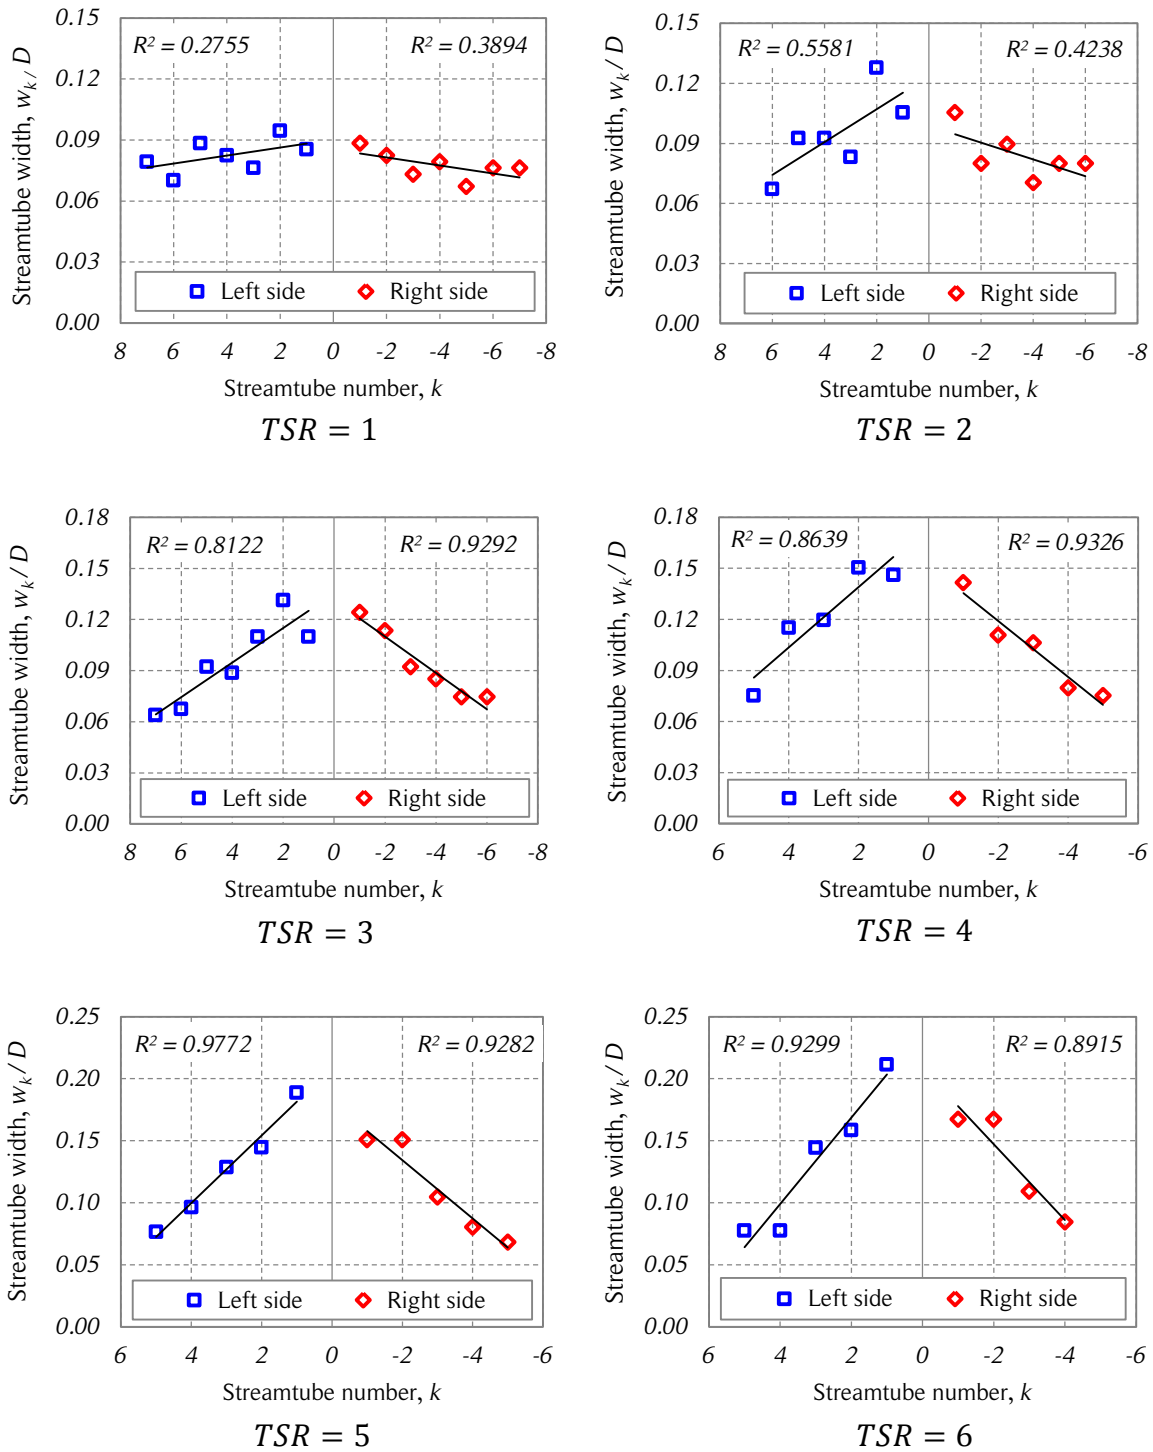 Streamtube width, w_k/D
0.15
0.12
0.09
0.06
0.03
0.00
R² = 0.2755
R² = 0.3894
Left side
Right side
8 6 4 2 0 -2 -4 -6 -8
Streamtube number, k
TSR = 1
Streamtube width, w_k/D
0.15
0.12
0.09
0.06
0.03
0.00
R² = 0.5581
R² = 0.4238
Left side
Right side
8 6 4 2 0 -2 -4 -6 -8
Streamtube number, k
TSR = 2
Streamtube width, w_k/D
0.18
0.15
0.12
0.09
0.06
0.03
0.00
R² = 0.8122
R² = 0.9292
Left side
Right side
8 6 4 2 0 -2 -4 -6 -8
Streamtube number, k
TSR = 3
Streamtube width, w_k/D
0.18
0.15
0.12
0.09
0.06
0.03
0.00
R² = 0.8639
R² = 0.9326
Left side
Right side
6 4 2 0 -2 -4 -6
Streamtube number, k
TSR = 4
Streamtube width, w_k/D
0.25
0.20
0.15
0.10
0.05
0.00
R² = 0.9772
R² = 0.9282
Left side
Right side
6 4 2 0 -2 -4 -6
Streamtube number, k
TSR = 5
Streamtube width, w_k/D
0.25
0.20
0.15
0.10
0.05
0.00
R² = 0.9299
R² = 0.8915
Left side
Right side
6 4 2 0 -2 -4 -6
Streamtube number, k
TSR = 6